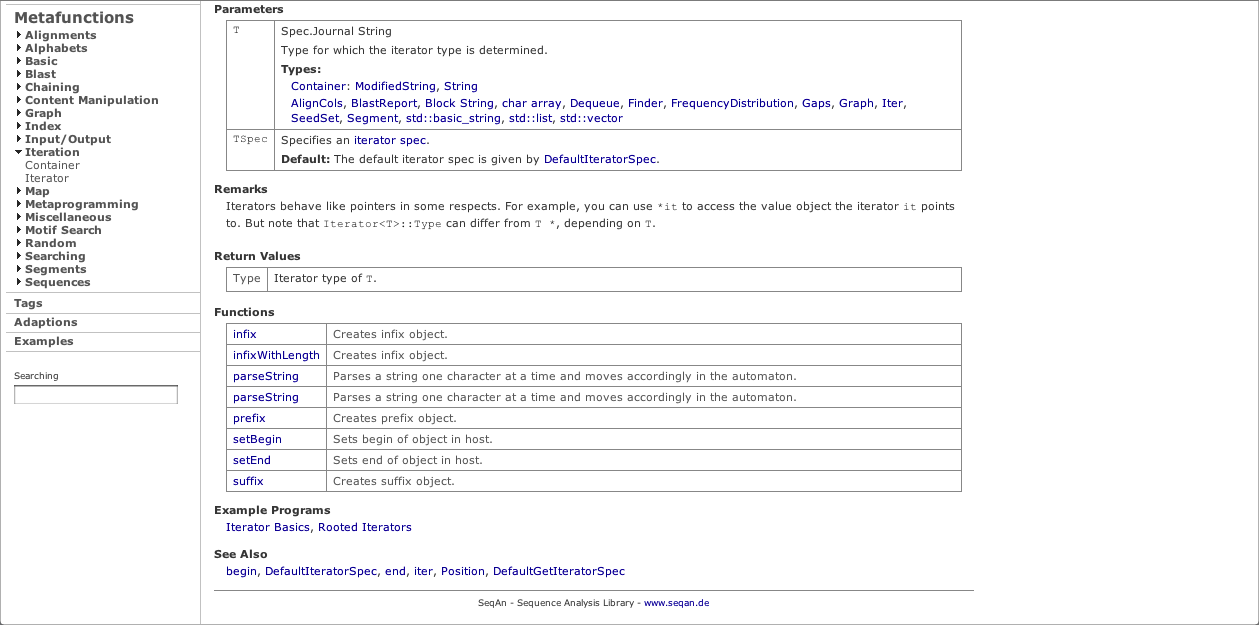 Metafunctions
Alignments
Alphabets
Basic
Blast
Chaining
Content Manipulation
Graph
Index
Input/Output
Iteration
Container
Iterator
Map
Metaprogramming
Miscellaneous
Motif Search
Random
Searching
Segments
Sequences
Tags
Adaptions
Examples
Searching
Parameters
T
Spec.Journal String
Type for which the iterator type is determined.
Types:
Container: ModifiedString, String
AlignCols, BlastReport, Block String, char array, Dequeue, Finder, FrequencyDistribution, Gaps, Graph, Iter,
SeedSet, Segment, std::basic_string, std::list, std::vector
TSpec
Specifies an iterator spec.
Default: The default iterator spec is given by DefaultIteratorSpec.
Remarks
Iterators behave like pointers in some respects. For example, you can use *it to access the value object the iterator it points
to. But note that Iterator<T>::Type can differ from T *, depending on T.
Return Values
Type Iterator type of T.
Functions
infix Creates infix object.
infixWithLength Creates infix object.
parseString Parses a string one character at a time and moves accordingly in the automaton.
parseString Parses a string one character at a time and moves accordingly in the automaton.
prefix Creates prefix object.
setBegin Sets begin of object in host.
setEnd Sets end of object in host.
suffix Creates suffix object.
Example Programs
Iterator Basics, Rooted Iterators
See Also
begin, DefaultIteratorSpec, end, iter, Position, DefaultGetIteratorSpec
SeqAn - Sequence Analysis Library - www.seqan.de